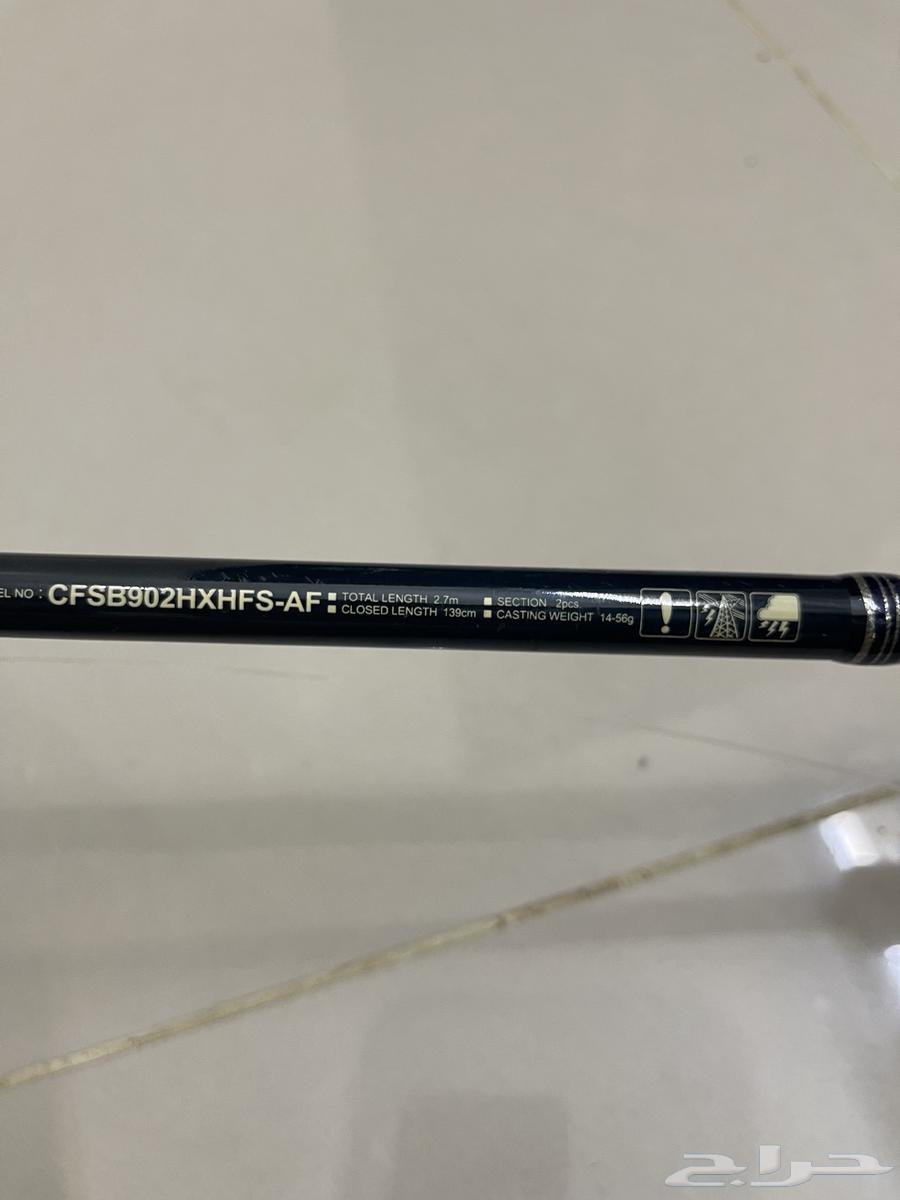 EL NO : CFSB902HXHFS-AF
TOTAL LENGTH 2.7m
CLOSED LENGTH 139cm
SECTION 2pcs
CASTING WEIGHT 14-56g
حراج